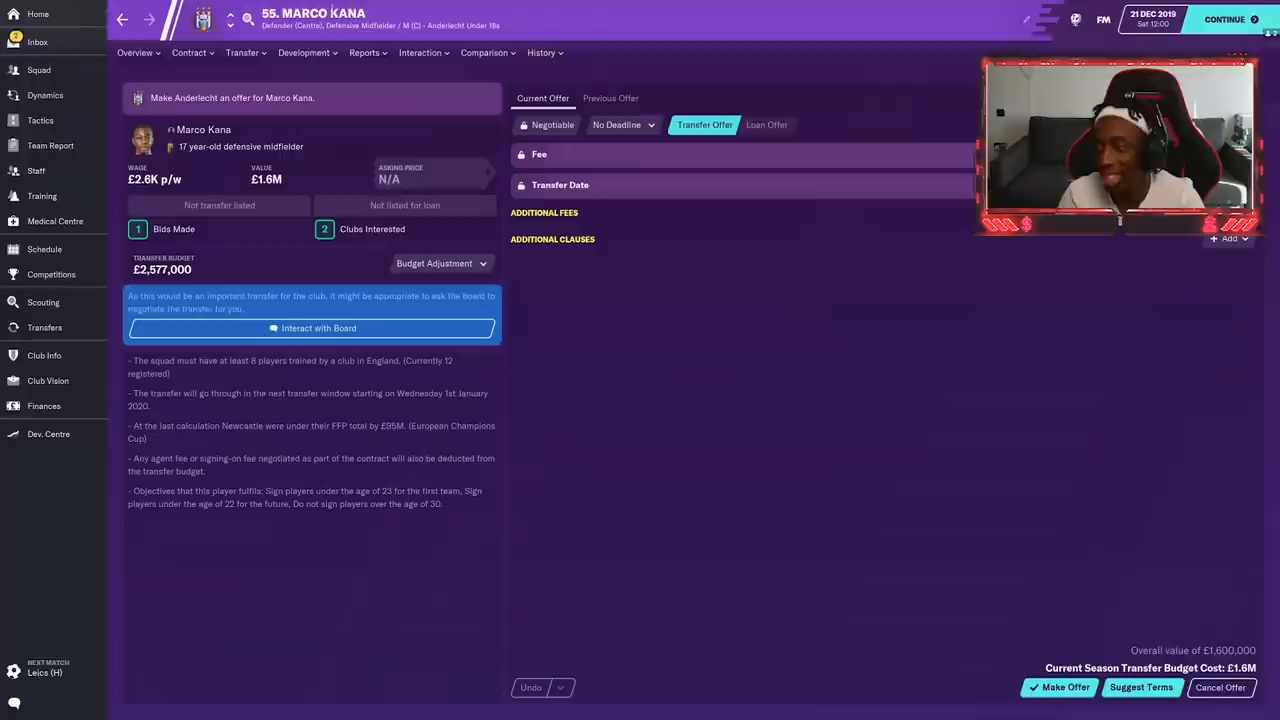 Home
2
Inbox
Squad
Dynamics
Tactics
Team Report
Staff
Training
Medical Centre
Schedule
Competitions
Scouting
Transfers
Club Info
Club Vision
Finances
Dev. Centre
NEXT MATCH
Leics (H)
55. MARCO KANA
Defender (Centre), Defensive Midfielder / M (C) - Anderlecht Under 18s
FM
21 DEC 2019
Sat 12:00
CONTINUE
2
Overview
Contract
Transfer
Development
Reports
Interaction
Comparison
History
Make Anderlecht an offer for Marco Kana.
Marco Kana
17 year-old defensive midfielder
WAGE
£2.6K p/w
VALUE
£1.6M
ASKING PRICE
N/A
Not transfer listed
Not listed for loan
1 Bids Made
2 Clubs Interested
TRANSFER BUDGET
£2,577,000
Budget Adjustment
As this would be an important transfer for the club, it might be appropriate to ask the board to
negotiate the transfer for you.
Interact with Board
- The squad must have at least 8 players trained by a club in England. (Currently 12
registered)
- The transfer will go through in the next transfer window starting on Wednesday 1st January
2020.
- At the last calculation Newcastle were under their FFP total by £95M. (European Champions
Cup)
- Any agent fee or signing-on fee negotiated as part of the contract will also be deducted from
the transfer budget.
- Objectives that this player fulfils: Sign players under the age of 23 for the first team, Sign
players under the age of 22 for the future, Do not sign players over the age of 30.
Current Offer
Previous Offer
Negotiable
No Deadline
Transfer Offer
Loan Offer
Fee
Transfer Date
ADDITIONAL FEES
ADDITIONAL CLAUSES
+ Add
Overall value of £1,600,000
Current Season Transfer Budget Cost: £1.6M
Undo
Make Offer
Suggest Terms
Cancel Offer